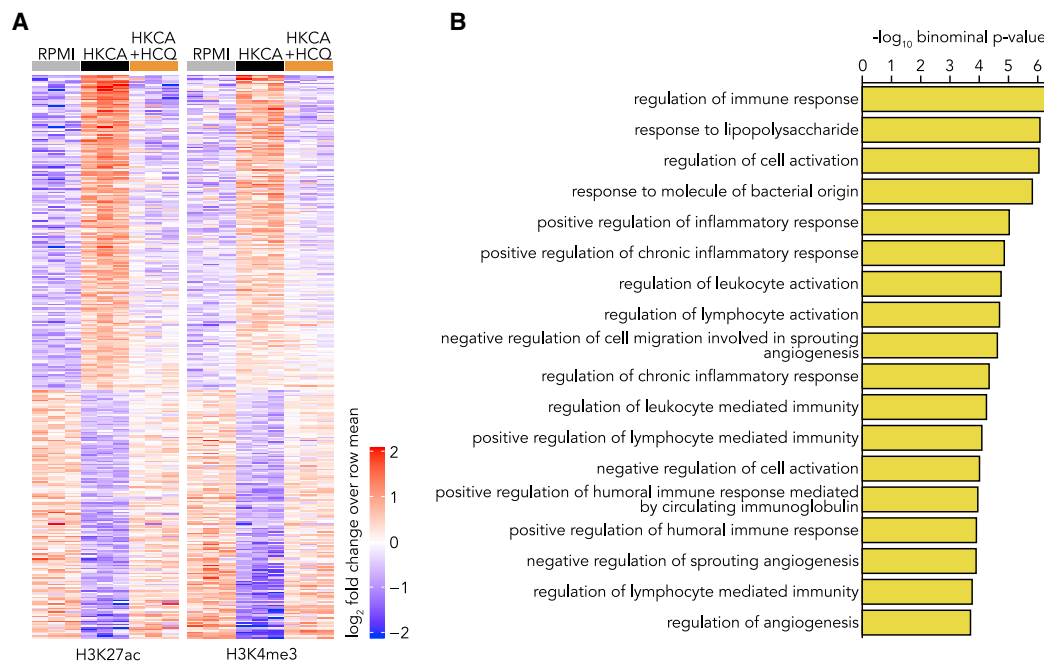 A
RPMI HKCA HKCA
+HCQ
RPMI HKCA HKCA
+HCQ
H3K27ac
H3K4me3
log2 fold change over row mean
2
1
0
−1
−2
B
-log10 binominal p-value
0 1 2 3 4 5 6
regulation of immune response
response to lipopolysaccharide
regulation of cell activation
response to molecule of bacterial origin
positive regulation of inflammatory response
positive regulation of chronic inflammatory response
regulation of leukocyte activation
regulation of lymphocyte activation
negative regulation of cell migration involved in sprouting
angiogenesis
regulation of chronic inflammatory response
regulation of leukocyte mediated immunity
positive regulation of lymphocyte mediated immunity
negative regulation of cell activation
positive regulation of humoral immune response mediated
by circulating immunoglobulin
positive regulation of humoral immune response
negative regulation of sprouting angiogenesis
regulation of lymphocyte mediated immunity
regulation of angiogenesis